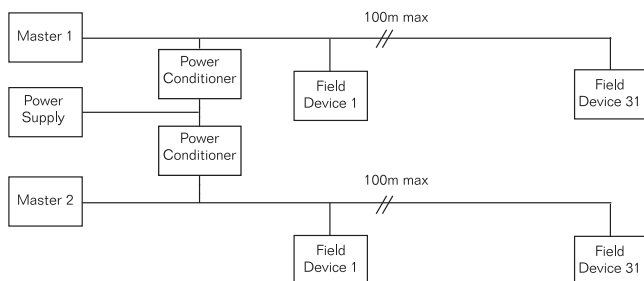 100m max
Master 1
Power
Conditioner
Field
Device 1
Field
Device 31
Power
Supply
Power
Conditioner
100m max
Master 2
Field
Device 1
Field
Device 31